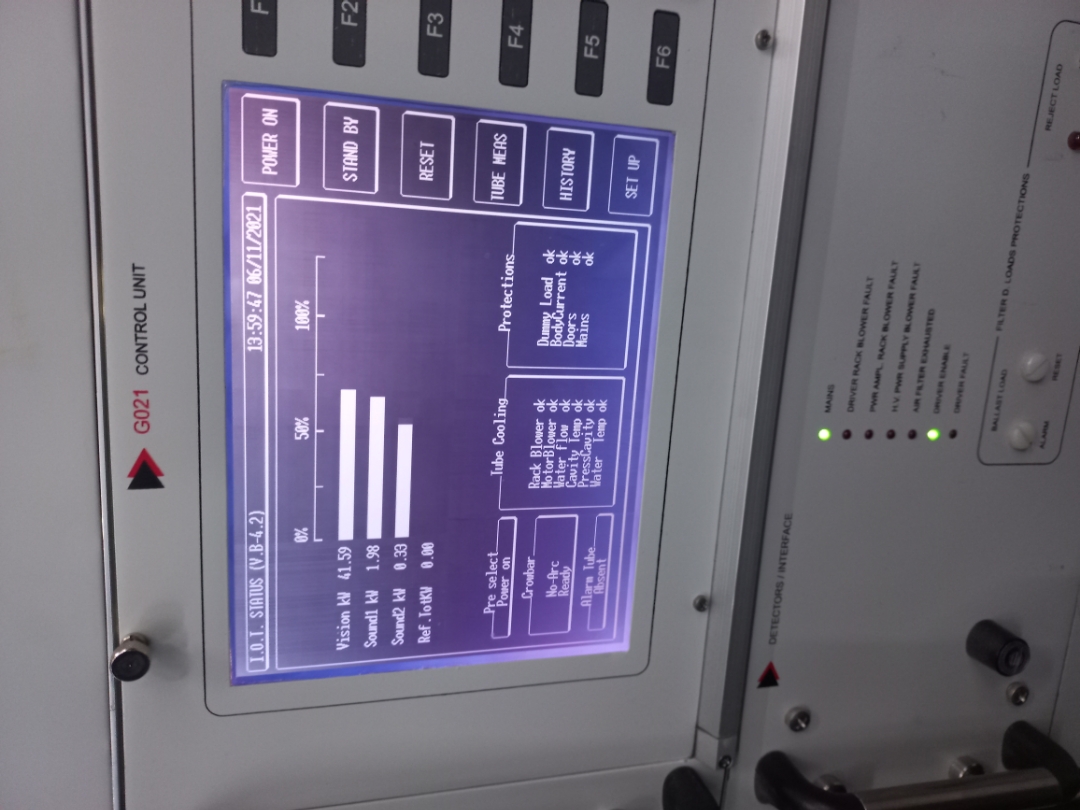 G021 CONTROL UNIT
I.O.T. STATUS (V.B-4.2) 13:59:47 06/11/2021
0% 50% 100%
Vision kW 41.59
Sound1 kW 1.98
Sound2 kW 0.33
Ref.TotKW 0.00
Pre select
Power on
Crowbar
No-Arc
Ready
Alarm Tube
Absent
Tube Cooling
Rack Blower ok
MotorBlower ok
Water flow ok
Cavity Temp ok
PressCavity ok
Water Temp ok
Protections
Dummy Load ok
BodyCurrent ok
Doors ok
Mains ok
POWER ON
STAND BY
RESET
TUBE MEAS
HISTORY
SET UP
F2
F3
F4
F5
F6
DETECTORS / INTERFACE
MAINS
DRIVER RACK BLOWER FAULT
PWR AMPL. RACK BLOWER FAULT
H.V. PWR SUPPLY BLOWER FAULT
AIR FILTER EXHAUSTED
DRIVER ENABLE
DRIVER FAULT
FILTER D. LOADS PROTECTIONS
BALLAST LOAD
REJECT LOAD
ALARM
RESET